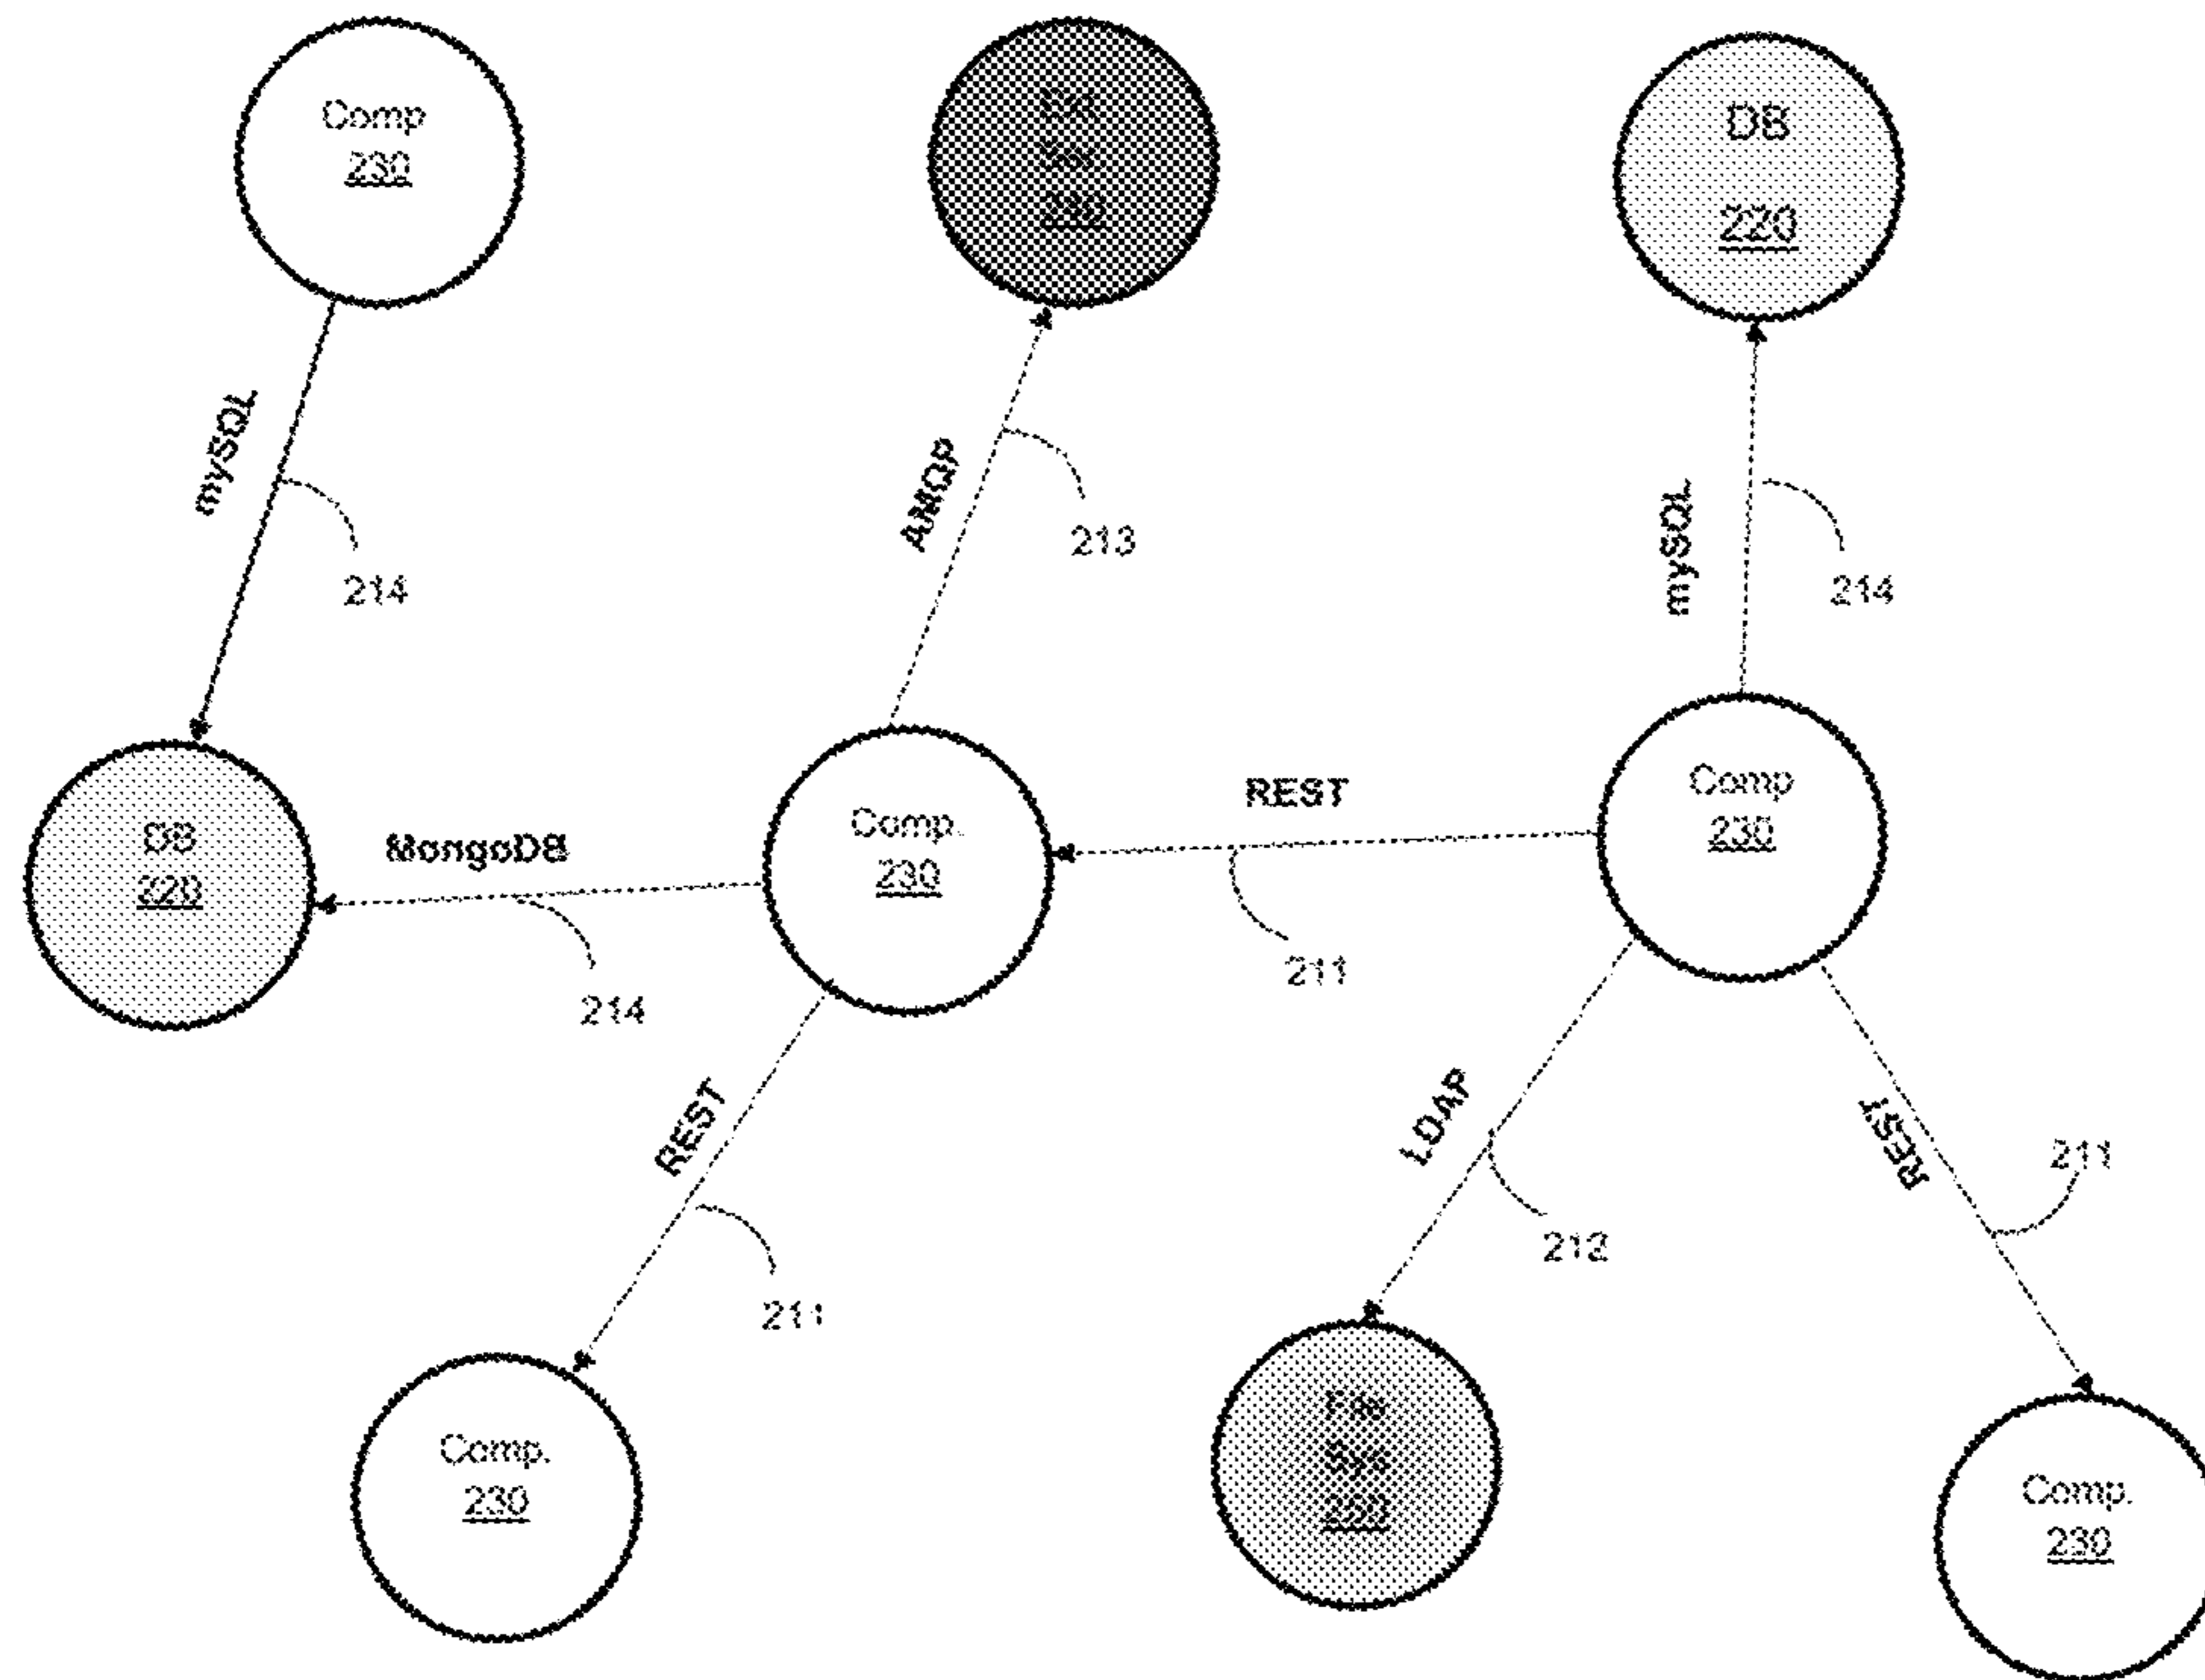 Comp
230
DB
220
mySQL
214
AMQP
213
mySQL
214
DB
220
MongoDB
214
Comp.
230
REST
211
Comp
230
REST
211
LDAP
212
REST
211
Comp.
230
Sys
Comp.
230